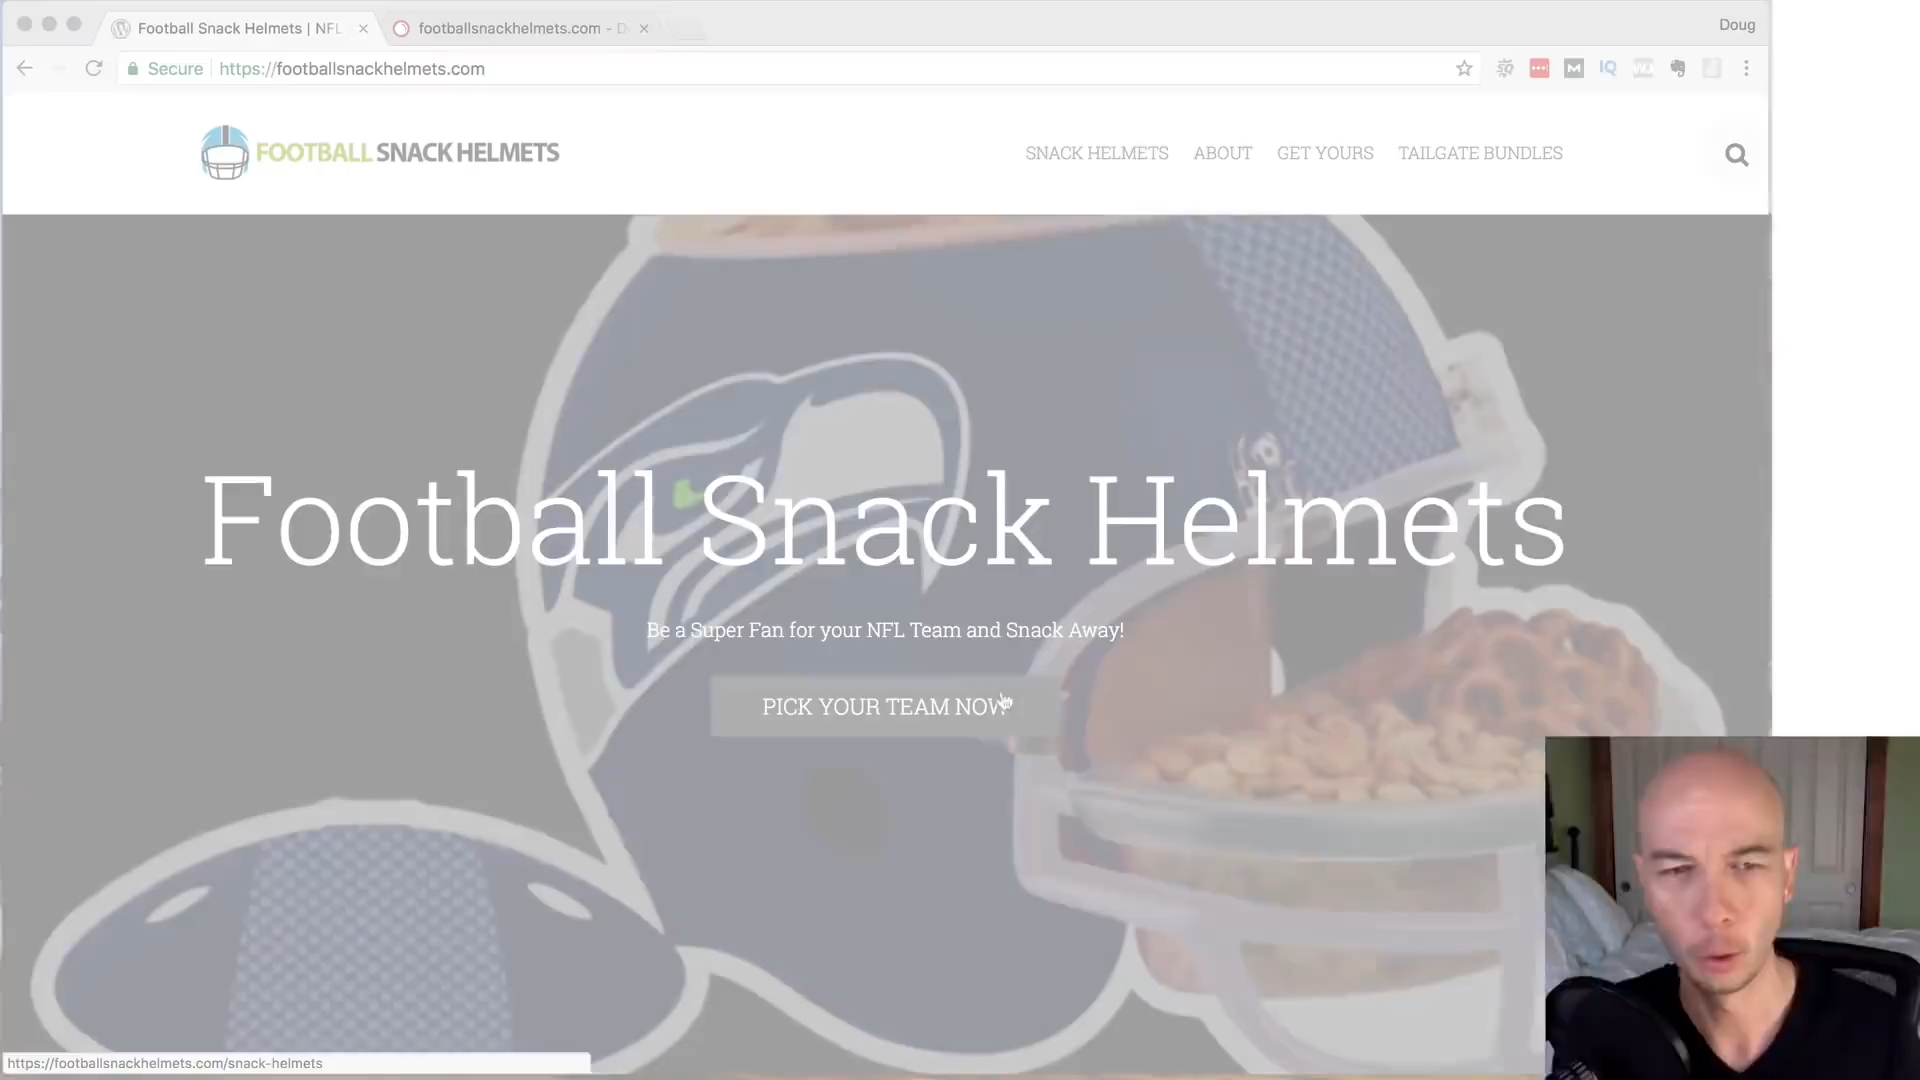 Football Snack Helmets | NFL
footballsnackhelmets.com - D
Doug
Secure
https://footballsnackhelmets.com
IQ
FOOTBALL SNACK HELMETS
SNACK HELMETS
ABOUT
GET YOURS
TAILGATE BUNDLES
Football Snack Helmets
Be a Super Fan for your NFL Team and Snack Away!
PICK YOUR TEAM NOW
https://footballsnackhelmets.com/snack-helmets